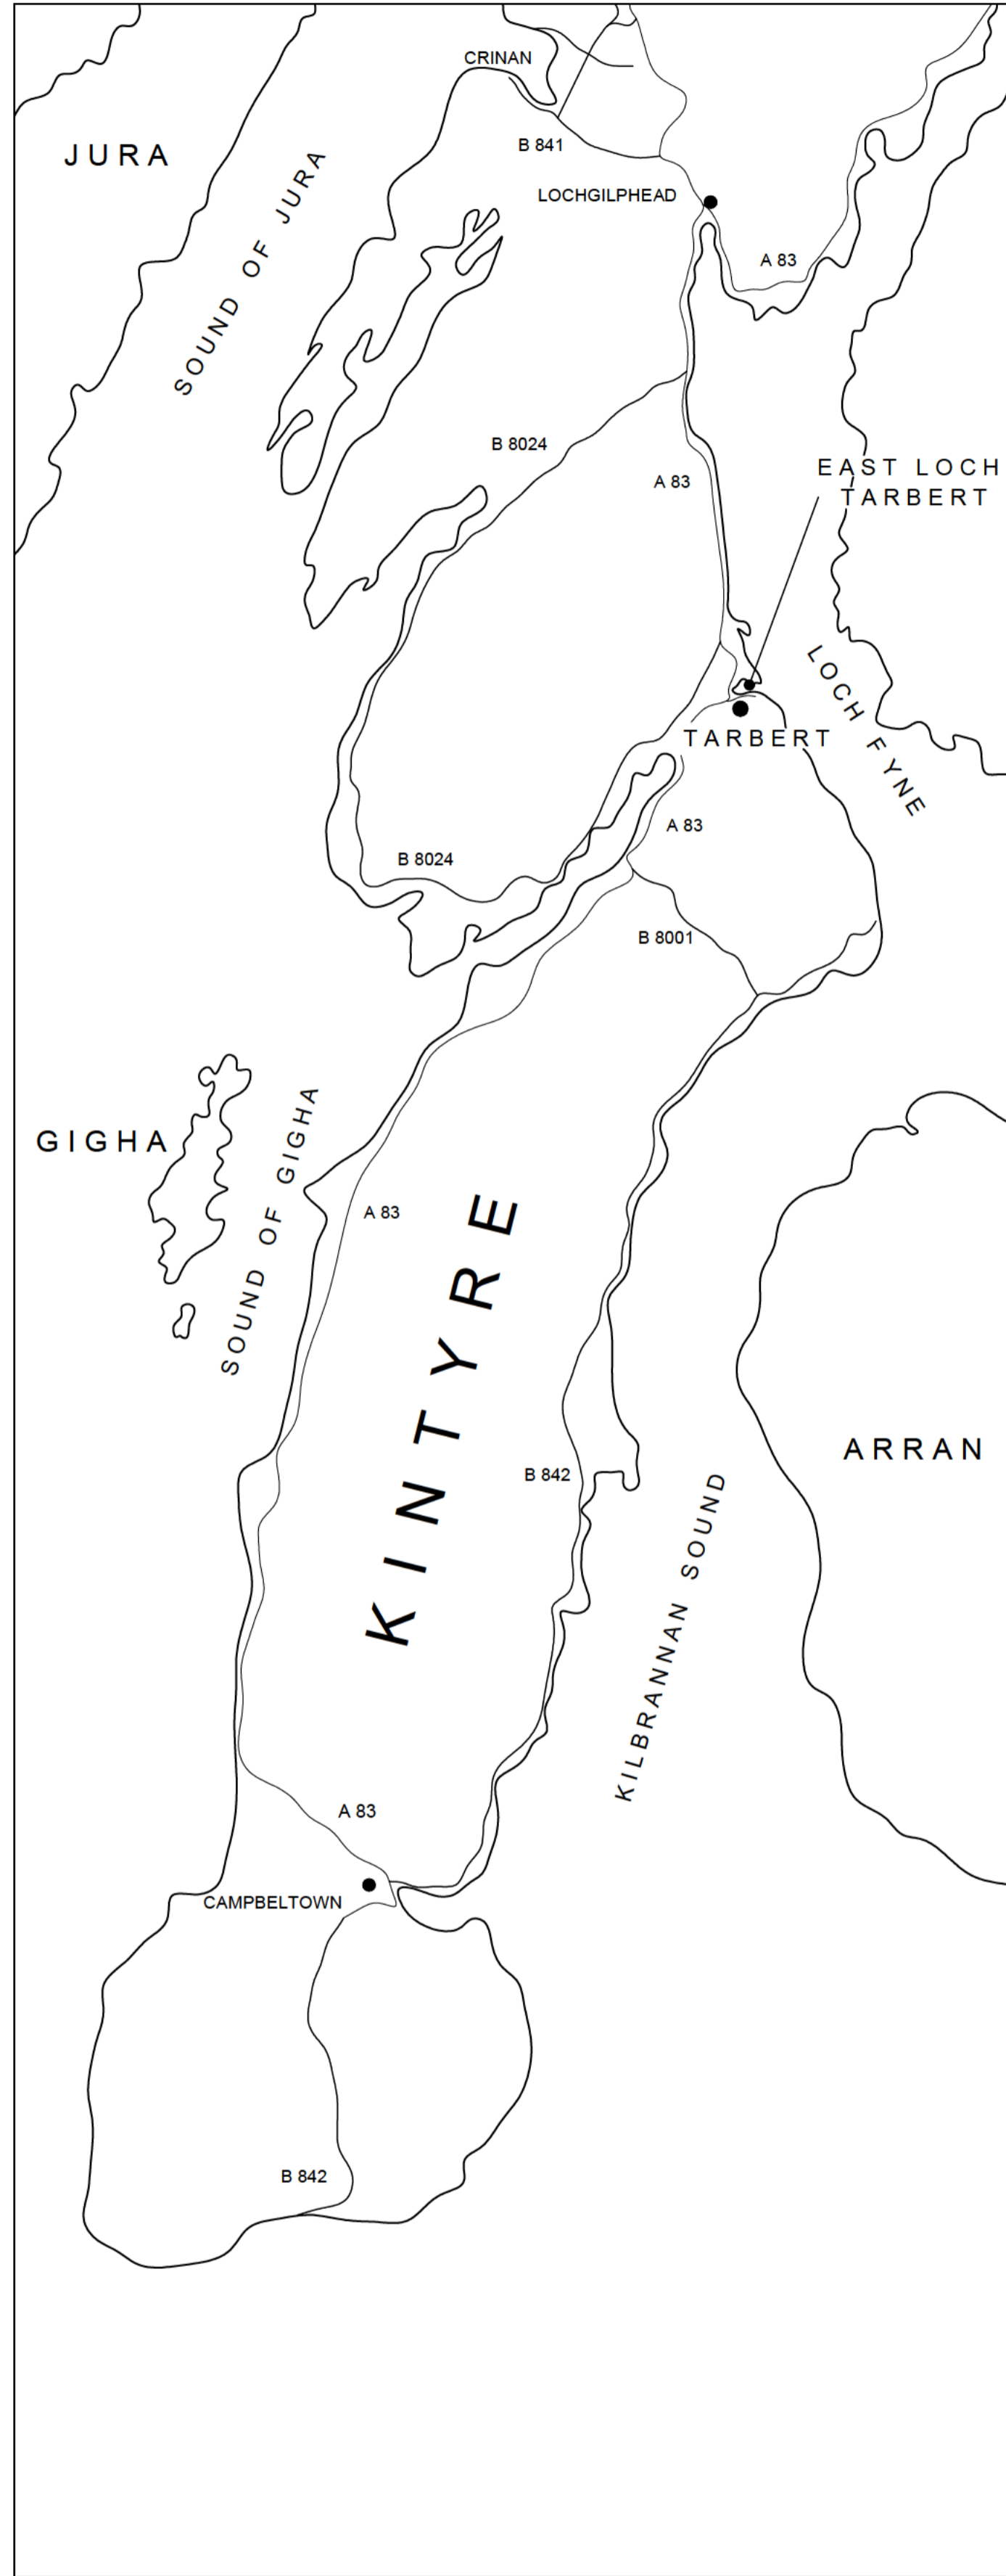 CRINAN
JURA
B 841
SOUND OF JURA
LOCHGILPHEAD
A 83
B 8024
EAST LOCH
TARBERT
A 83
LOCH FYNE
TARBERT
A 83
B 8024
B 8001
GIGHA
SOUND OF GIGHA
A 83
KINTYRE
ARRAN
B 842
KILBRANNAN SOUND
A 83
CAMPBELTOWN
B 842